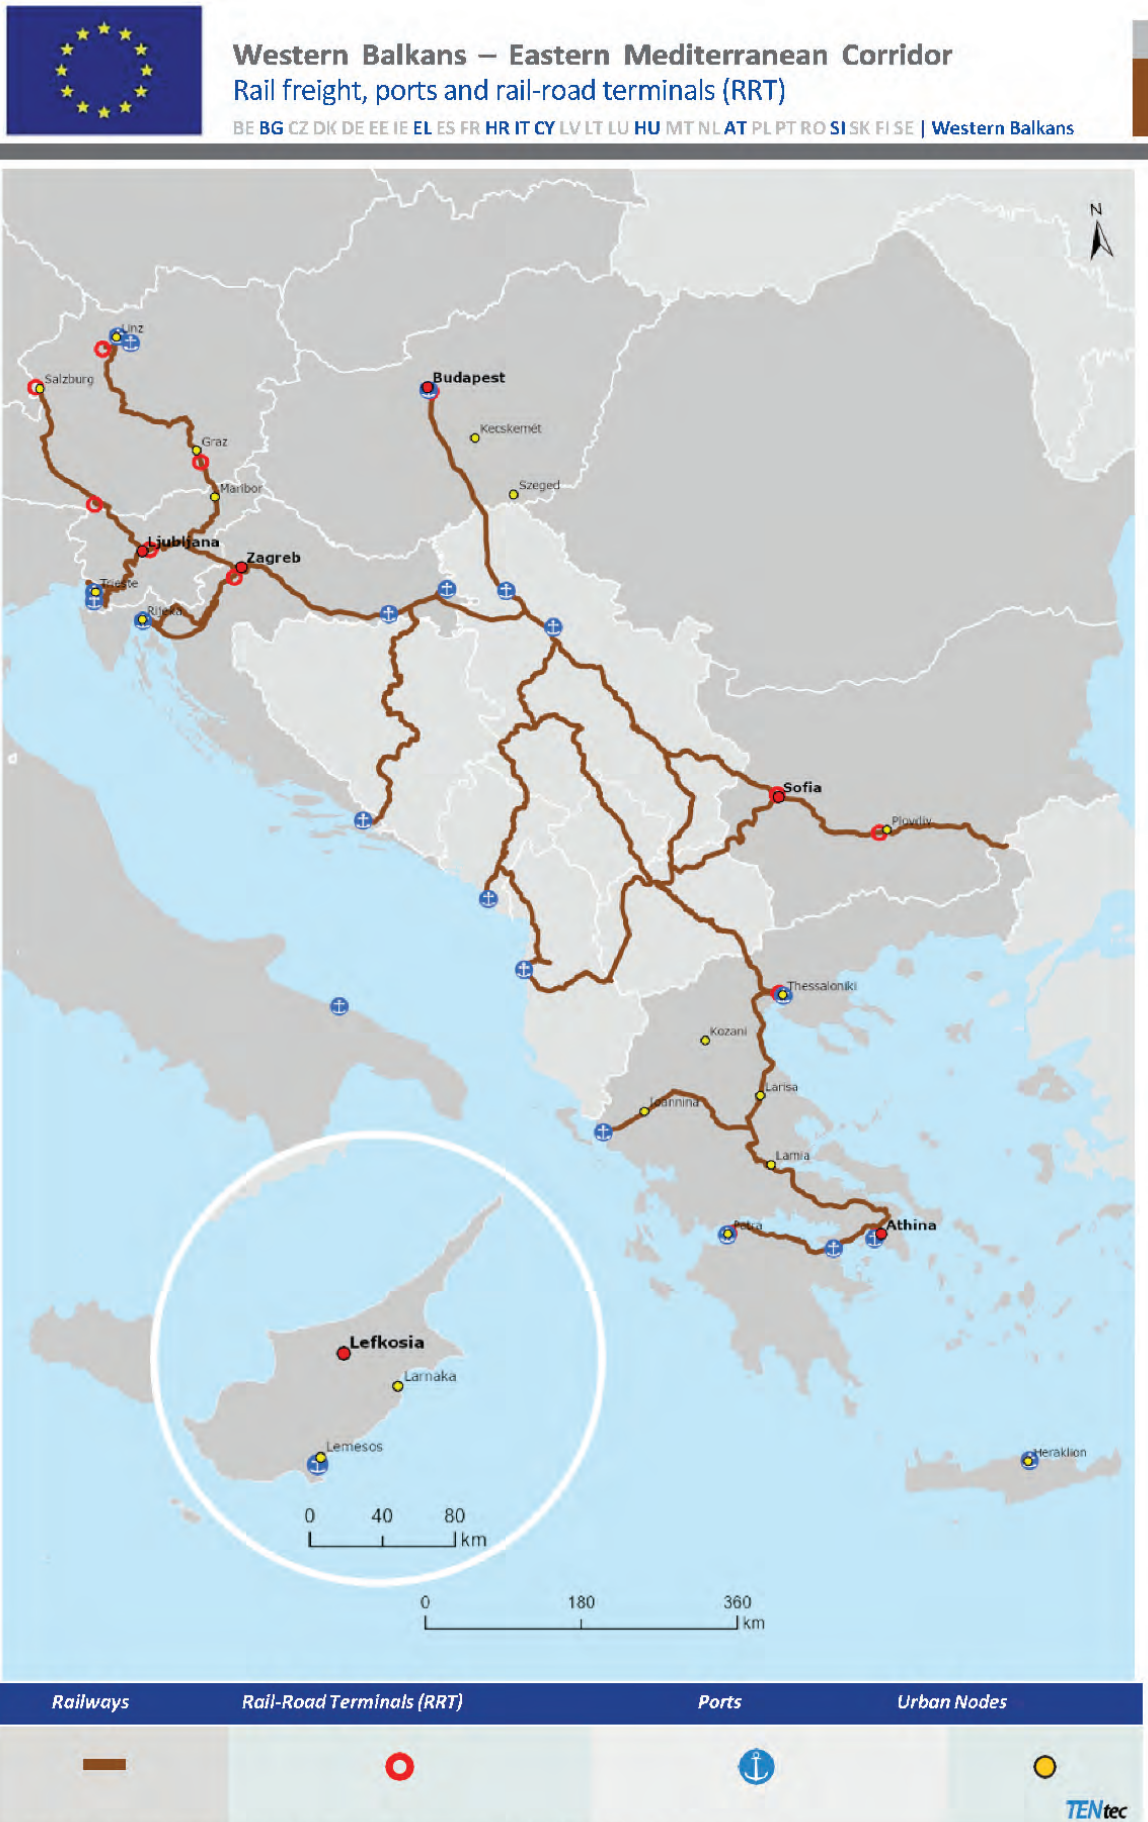 Western Balkans – Eastern Mediterranean Corridor
Rail freight, ports and rail-road terminals (RRT)
BE BG CZ DK DE EE IE EL ES FR HR IT CY LV LT LU HU MT NL AT PL PT RO SI SK FI SE | Western Balkans
N
Linz
Salzburg
Budapest
Kecskemét
Graz
Szeged
Maribor
Ljubljana
Zagreb
Trieste
Rijeka
Sofia
Plovdiv
Thessaloniki
Kozani
Larisa
Ioannina
Lamia
Patra
Athina
Lefkosia
Larnaka
Lemesos
Heraklion
0 40 80
km
0 180 360
km
Railways Rail-Road Terminals (RRT) Ports Urban Nodes
TENtec